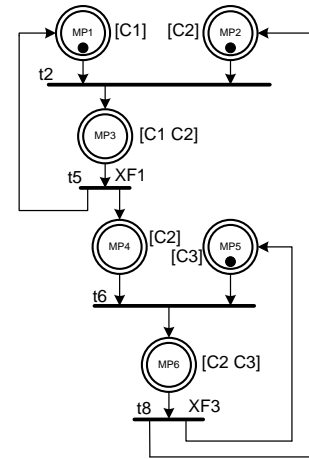 MP1 [C1] [C2] MP2
t2
MP3 [C1 C2]
t5 XF1
MP4 [C2] MP5
[C3]
t6
MP6 [C2 C3]
t8 XF3